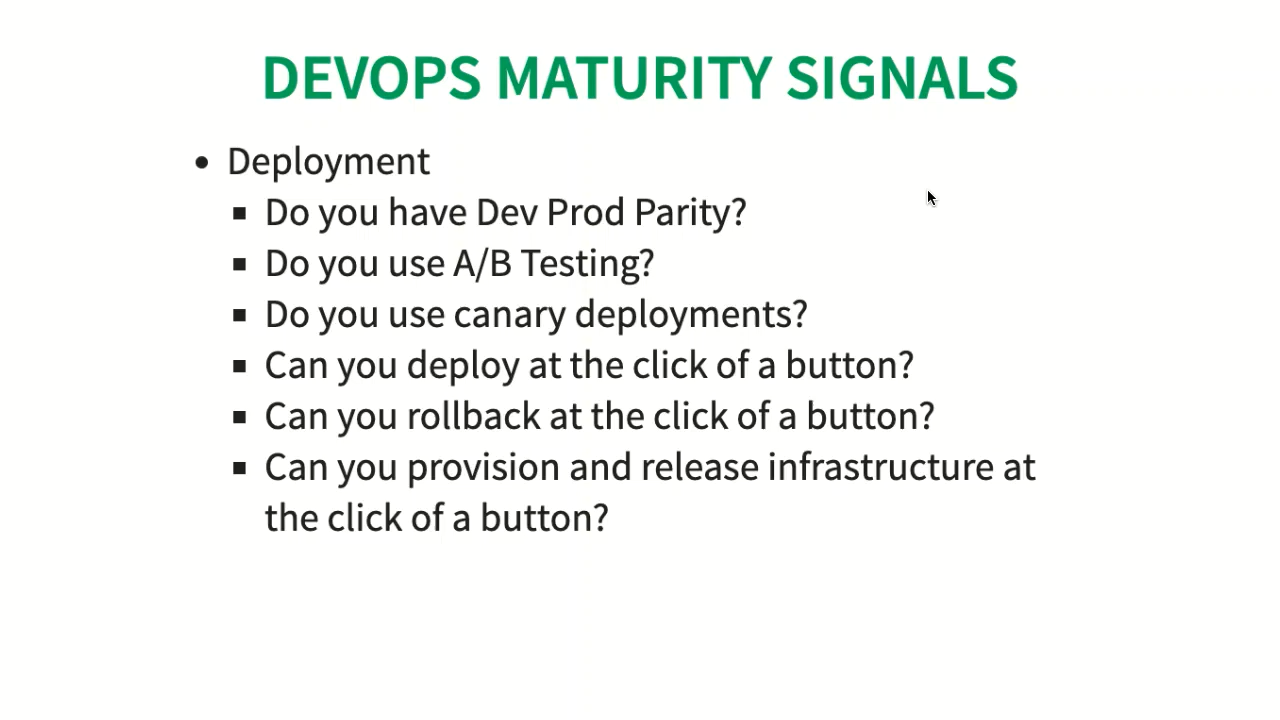 DEVOPS MATURITY SIGNALS
Deployment
Do you have Dev Prod Parity?
Do you use A/B Testing?
Do you use canary deployments?
Can you deploy at the click of a button?
Can you rollback at the click of a button?
Can you provision and release infrastructure at
the click of a button?